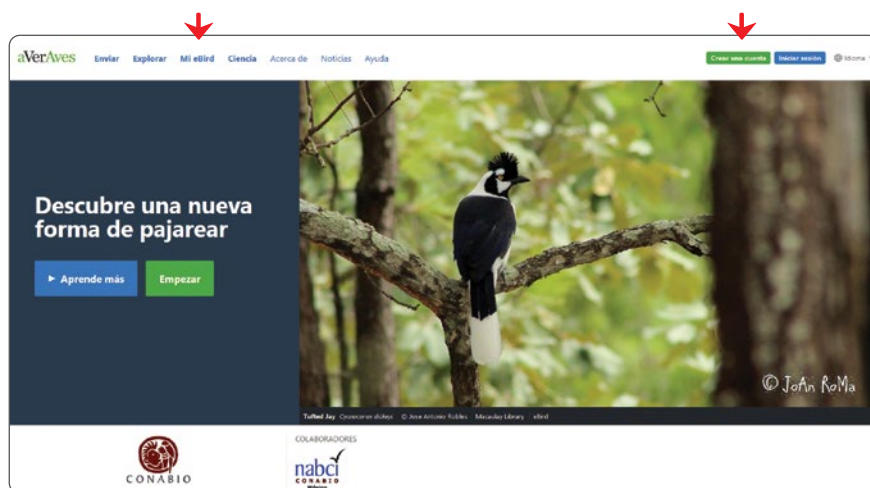 aVerAves Enviar Explorar Mi eBird Ciencia Acerca de Noticias Ayuda Crear una cuenta Iniciar sesión Idioma
Descubre una nueva
forma de pajarear
Aprende más Empezar
© JoAn RoMa
Tufted Jay Cyanocorax dickeyi © Jose Antonio Robles Macaulay Library eBird
COLABORADORES
CONABIO
nabci
CONABIO
México